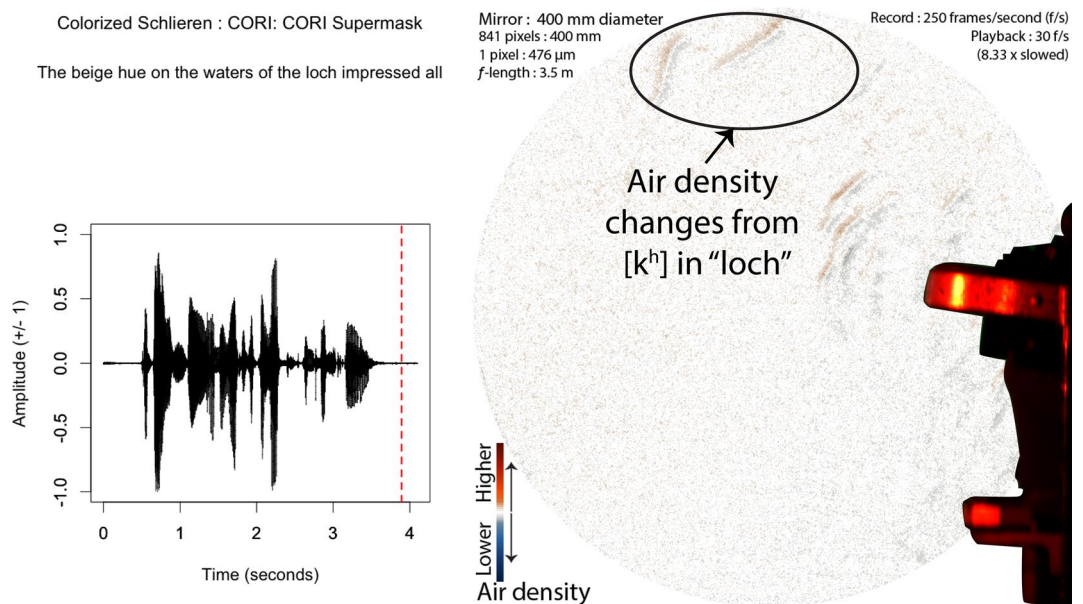 Colorized Schlieren : CORI: CORI Supermask
The beige hue on the waters of the loch impressed all
Mirror : 400 mm diameter
841 pixels : 400 mm
1 pixel : 476 µm
ƒ-length : 3.5 m
Record : 250 frames/second (f/s)
Playback : 30 f/s
(8.33 x slowed)
Air density
changes from
[kʰ] in “loch”
Amplitude (+/- 1)
1.0
0.5
0.0
-0.5
-1.0
0 1 2 3 4
Time (seconds)
Higher
Lower
Air density